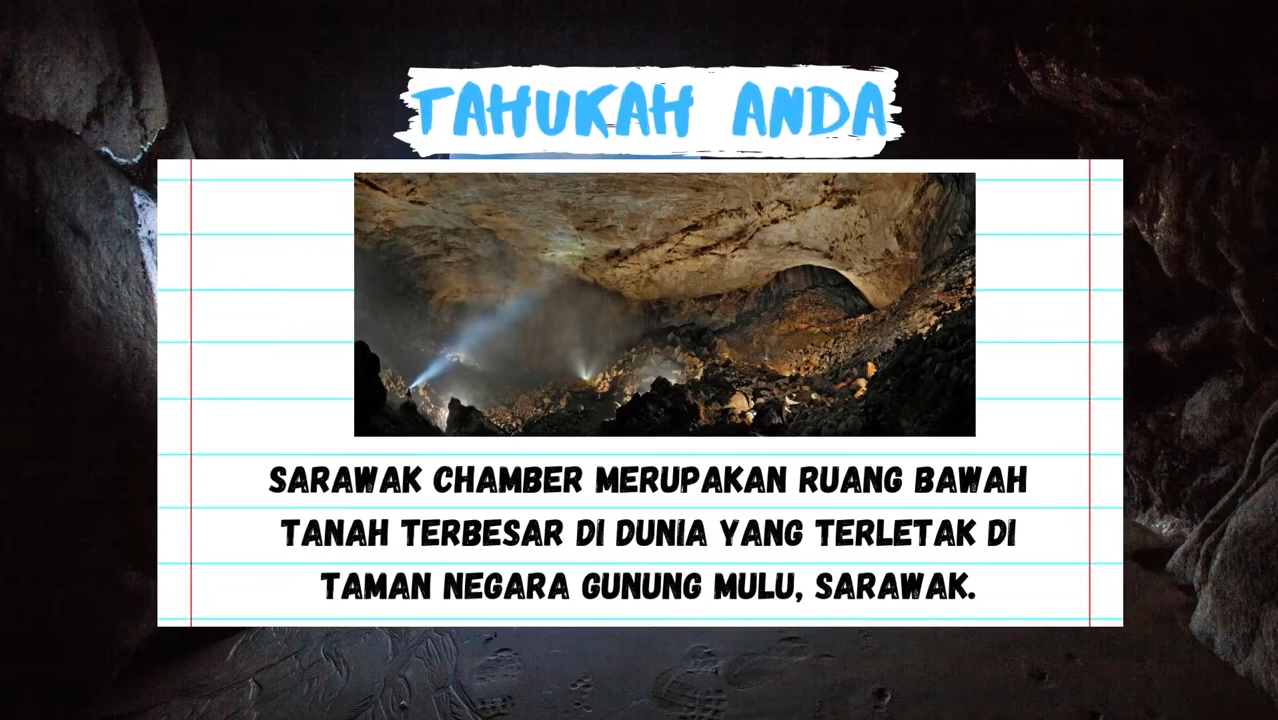 TAHUKAH ANDA
SARAWAK CHAMBER MERUPAKAN RUANG BAWAH
TANAH TERBESAR DI DUNIA YANG TERLETAK DI
TAMAN NEGARA GUNUNG MULU, SARAWAK.